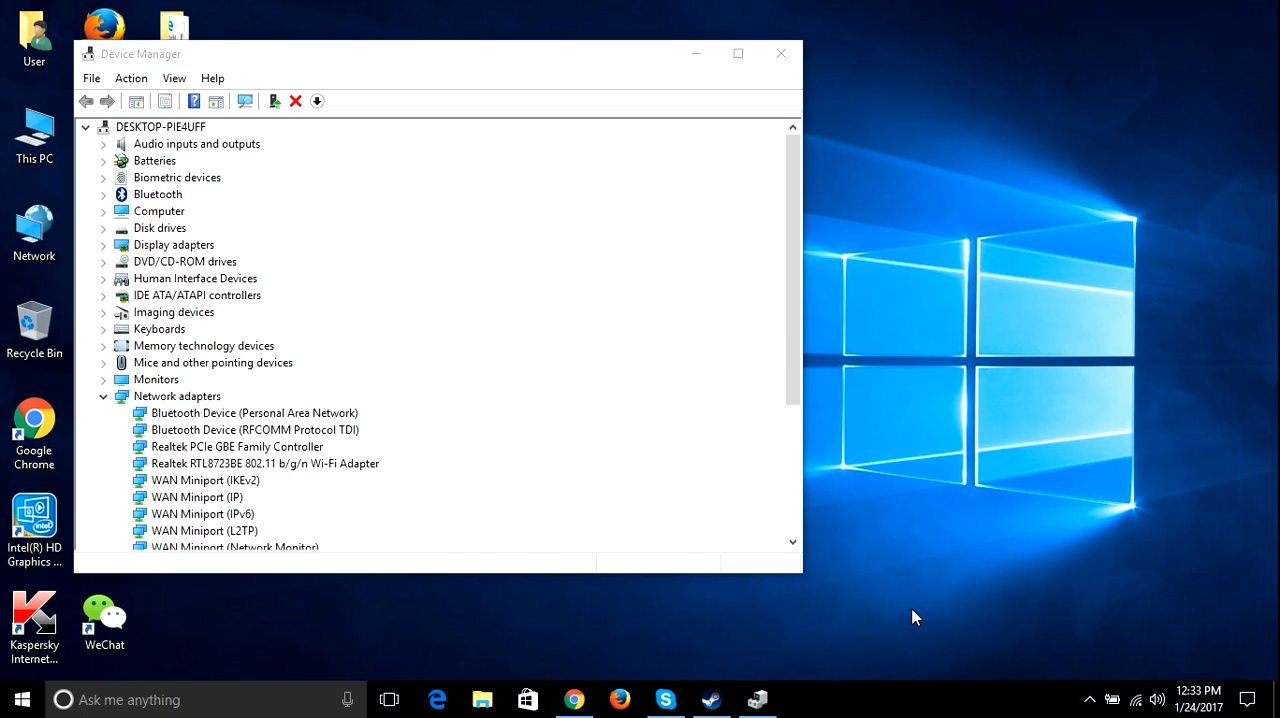 User
This PC
Network
Recycle Bin
Google
Chrome
Intel(R) HD
Graphics ...
Kaspersky
Internet...
WeChat
Device Manager
File Action View Help
DESKTOP-PIE4UFF
Audio inputs and outputs
Batteries
Biometric devices
Bluetooth
Computer
Disk drives
Display adapters
DVD/CD-ROM drives
Human Interface Devices
IDE ATA/ATAPI controllers
Imaging devices
Keyboards
Memory technology devices
Mice and other pointing devices
Monitors
Network adapters
Bluetooth Device (Personal Area Network)
Bluetooth Device (RFCOMM Protocol TDI)
Realtek PCIe GBE Family Controller
Realtek RTL8723BE 802.11 b/g/n Wi-Fi Adapter
WAN Miniport (IKEv2)
WAN Miniport (IP)
WAN Miniport (IPv6)
WAN Miniport (L2TP)
WAN Miniport (Network Monitor)
Ask me anything
12:33 PM
1/24/2017